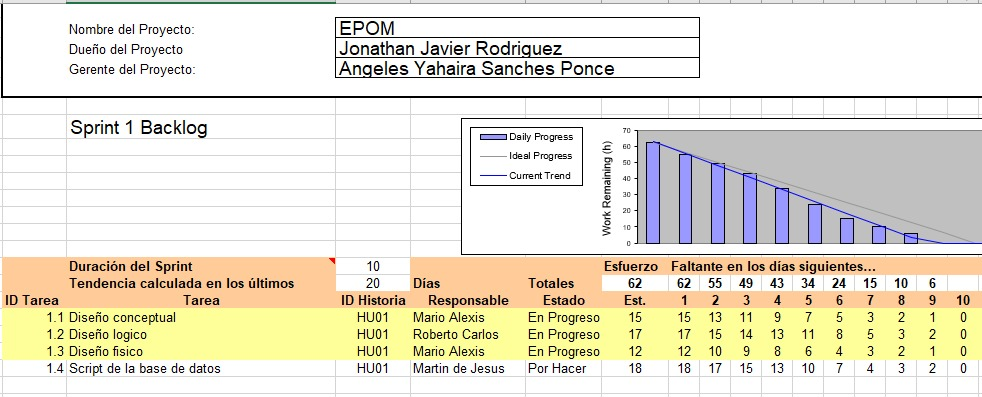 Nombre del Proyecto: EPOM
Dueño del Proyecto Jonathan Javier Rodriguez
Gerente del Proyecto: Angeles Yahaira Sanches Ponce
Sprint 1 Backlog
Daily Progress
Ideal Progress
Current Trend
Work Remaining (h)
70
60
50
40
30
20
10
0
Duración del Sprint 10 Esfuerzo Faltante en los días siguientes...
Tendencia calculada en los últimos 20 Días Totales 62 62 55 49 43 34 24 15 10 6
ID Tarea Tarea ID Historia Responsable Estado Est. 1 2 3 4 5 6 7 8 9 10
1.1 Diseño conceptual HU01 Mario Alexis En Progreso 15 15 13 11 9 7 5 3 2 1 0
1.2 Diseño logico HU01 Roberto Carlos En Progreso 17 17 15 14 13 11 8 5 3 2 0
1.3 Diseño fisico HU01 Mario Alexis En Progreso 12 12 10 9 8 6 4 3 2 1 0
1.4 Script de la base de datos HU01 Martin de Jesus Por Hacer 18 18 17 15 13 10 7 4 3 2 0